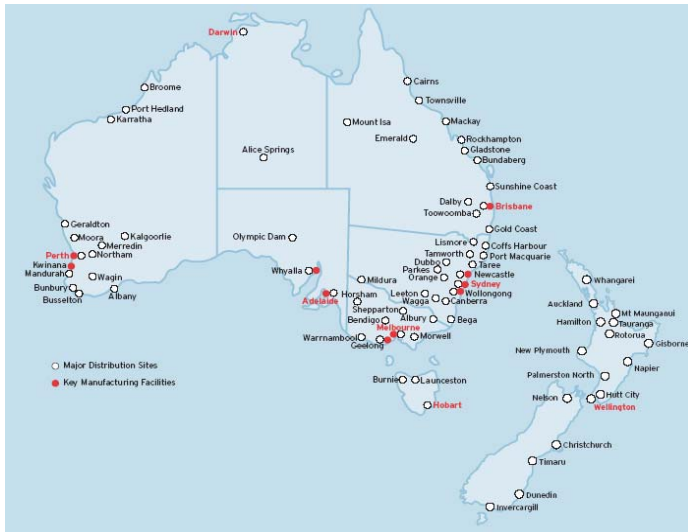 Darwin
Cairns
Broome
Townsville
Port Hedland
Karratha
Mount Isa
Mackay
Emerald
Rockhampton
Gladstone
Alice Springs
Bundaberg
Sunshine Coast
Dalby
Brisbane
Toowoomba
Geraldton
Gold Coast
Moora
Kalgoorlie
Olympic Dam
Lismore
Coffs Harbour
Merredin
Perth
Northam
Tamworth
Port Macquarie
Kwinana
Dubbo
Taree
Mandurah
Wagin
Whyalla
Parkes
Newcastle
Mildura
Orange
Sydney
Whangarei
Bunbury
Albany
Busselton
Adelaide
Horsham
Leeton
Wollongong
Wagga
Canberra
Auckland
Shepparton
Mt Maunganui
Bendigo
Albury
Bega
Hamilton
Tauranga
Melbourne
Rotorua
Warrnambool
Morwell
Geelong
Gisborne
New Plymouth
Major Distribution Sites
Napier
Key Manufacturing Facilities
Burnie
Launceston
Palmerston North
Nelson
Hutt City
Hobart
Wellington
Christchurch
Timaru
Dunedin
Invercargill